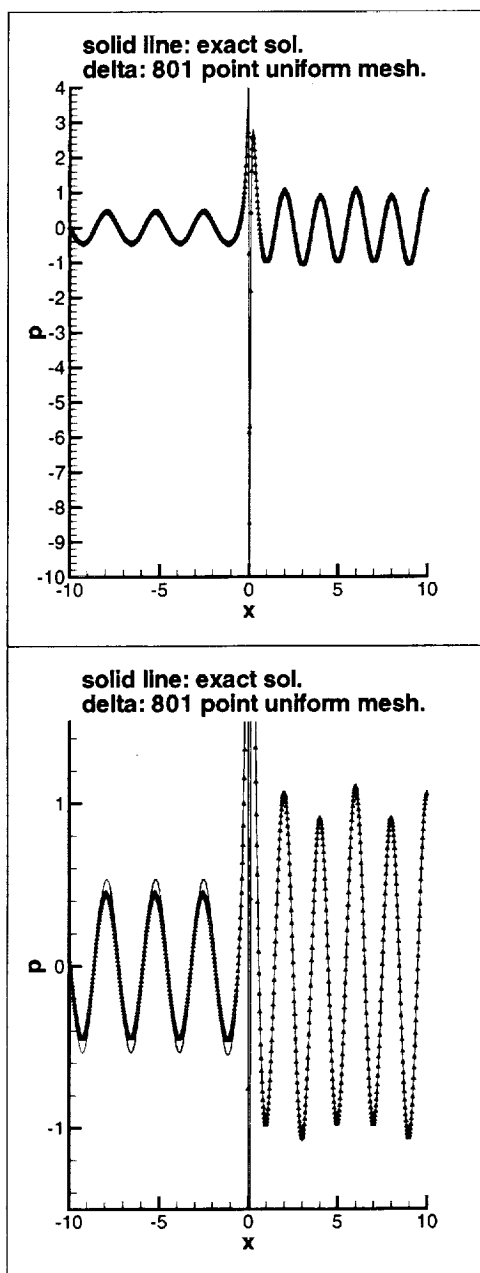 solid line: exact sol.
delta: 801 point uniform mesh.
4
3
2
1
0
-1
-2
-3
-4
-5
-6
-7
-8
-9
-10
p
-10 -5 0 5 10
x
solid line: exact sol.
delta: 801 point uniform mesh.
1
0
-1
p
-10 -5 0 5 10
x